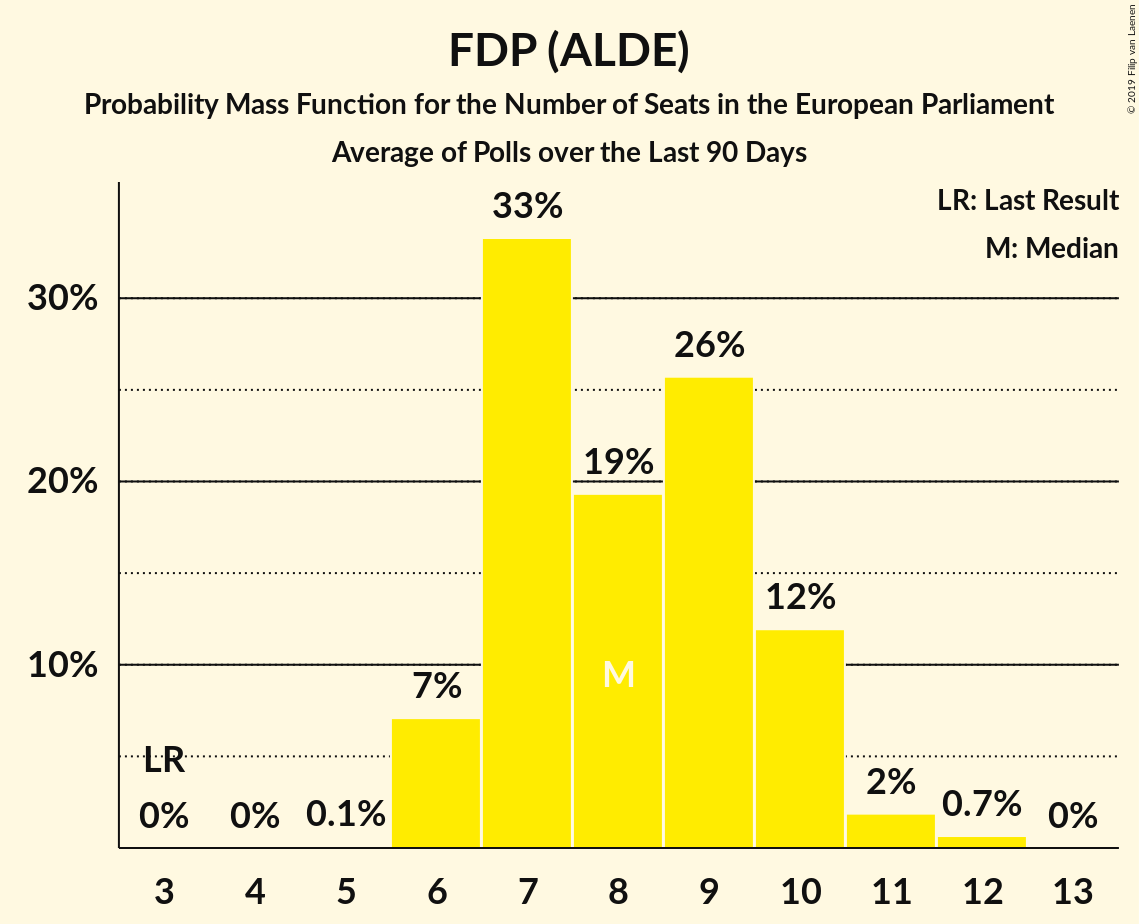 FDP (ALDE)
Probability Mass Function for the Number of Seats in the European Parliament
Average of Polls over the Last 90 Days
© 2019 Filip van Laenen
LR: Last Result
M: Median
33%
30%
26%
20%
19%
12%
10%
7%
M
LR
2%
0.7%
0%
0%
0.1%
0%
3 4 5 6 7 8 9 10 11 12 13